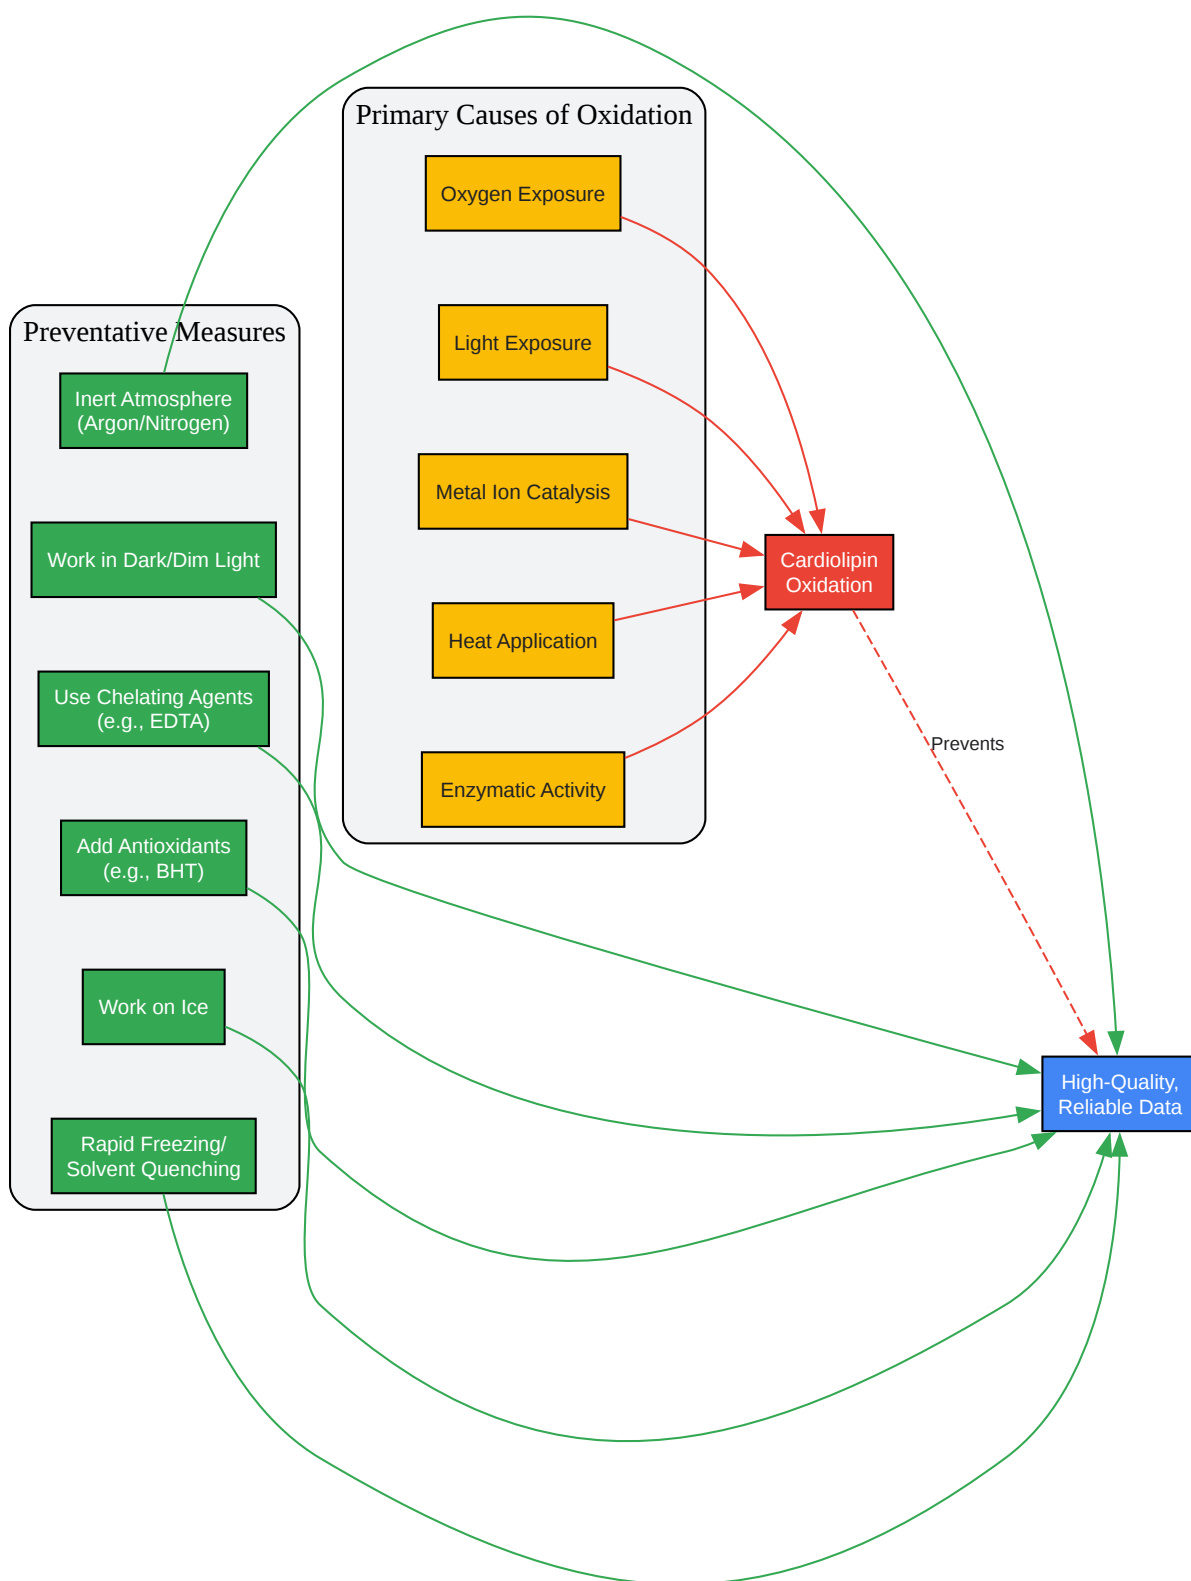 Primary Causes of Oxidation
Oxygen Exposure
Light Exposure
Metal Ion Catalysis
Heat Application
Enzymatic Activity
Preventative Measures
Inert Atmosphere
(Argon/Nitrogen)
Work in Dark/Dim Light
Use Chelating Agents
(e.g., EDTA)
Add Antioxidants
(e.g., BHT)
Work on Ice
Rapid Freezing/
Solvent Quenching
Cardiolipin
Oxidation
Prevents
High-Quality,
Reliable Data